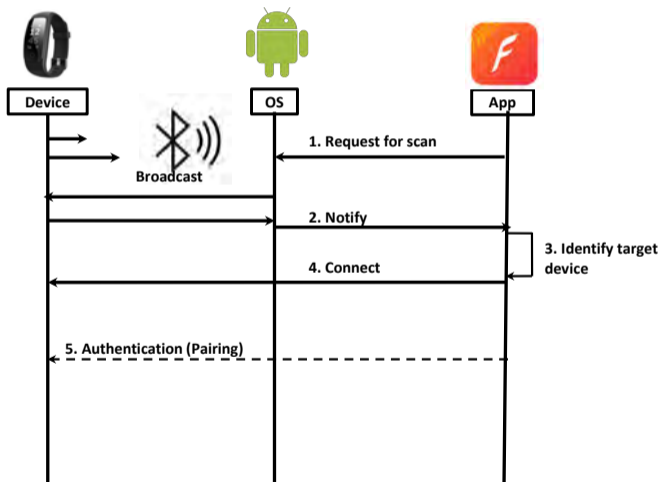 Device
OS
App
1. Request for scan
Broadcast
2. Notify
3. Identify target
device
4. Connect
5. Authentication (Pairing)